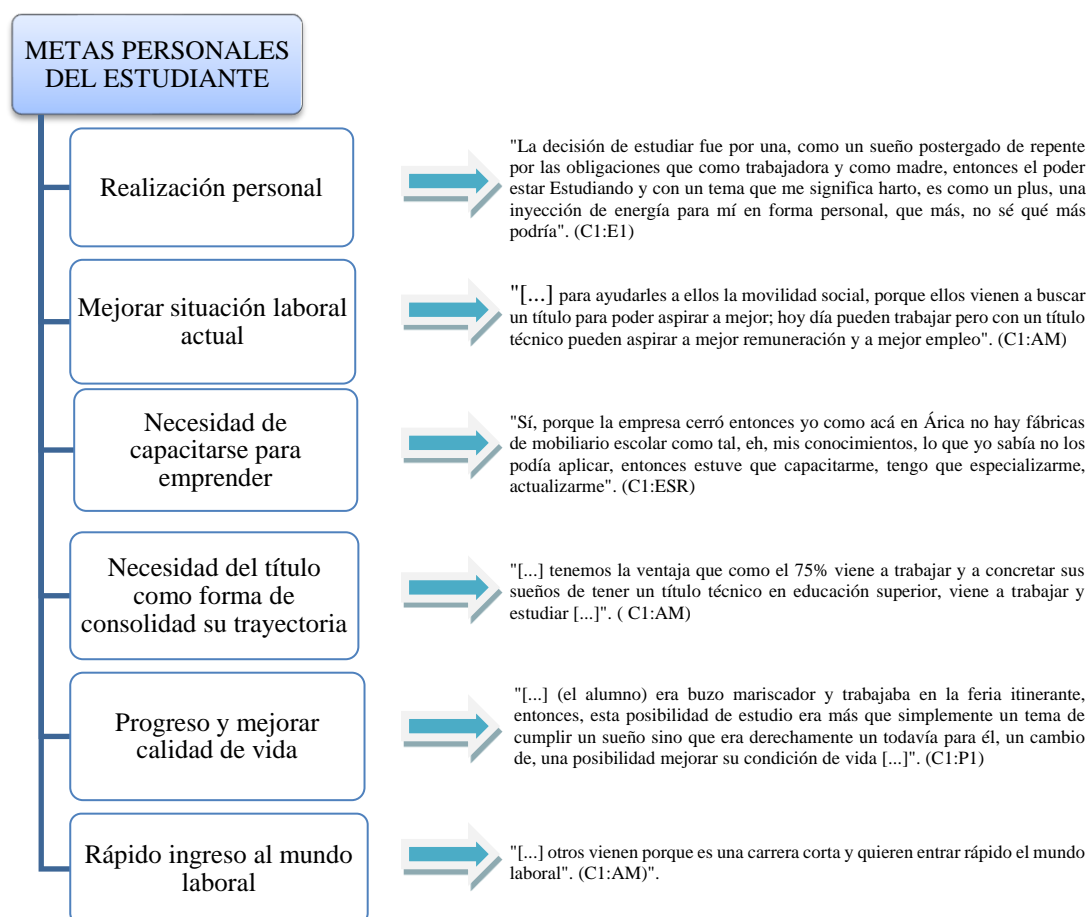 METAS PERSONALES
DEL ESTUDIANTE
Realización personal
"La decisión de estudiar fue por una, como un sueño postergado de repente
por las obligaciones que como trabajadora y como madre, entonces el poder
estar Estudiando y con un tema que me significa harto, es como un plus, una
inyección de energía para mí en forma personal, que más, no sé qué más
podría". (C1:E1)
Mejorar situación laboral
actual
"[...] para ayudarles a ellos la movilidad social, porque ellos vienen a buscar
un título para poder aspirar a mejor; hoy día pueden trabajar pero con un título
técnico pueden aspirar a mejor remuneración y a mejor empleo". (C1:AM)
Necesidad de
capacitarse para
emprender
"Sí, porque la empresa cerró entonces yo como acá en Árica no hay fábricas
de mobiliario escolar como tal, eh, mis conocimientos, lo que yo sabía no los
podía aplicar, entonces estuve que capacitarme, tengo que especializarme,
actualizarme". (C1:ESR)
Necesidad del título
como forma de
consolidad su trayectoria
"[...] tenemos la ventaja que como el 75% viene a trabajar y a concretar sus
sueños de tener un título técnico en educación superior, viene a trabajar y
estudiar [...]". ( C1:AM)
Progreso y mejorar
calidad de vida
"[...] (el alumno) era buzo mariscador y trabajaba en la feria itinerante,
entonces, esta posibilidad de estudio era más que simplemente un tema de
cumplir un sueño sino que era derechamente un todavía para él, un cambio
de, una posibilidad mejorar su condición de vida [...]". (C1:P1)
Rápido ingreso al mundo
laboral
"[...] otros vienen porque es una carrera corta y quieren entrar rápido el mundo
laboral". (C1:AM)".